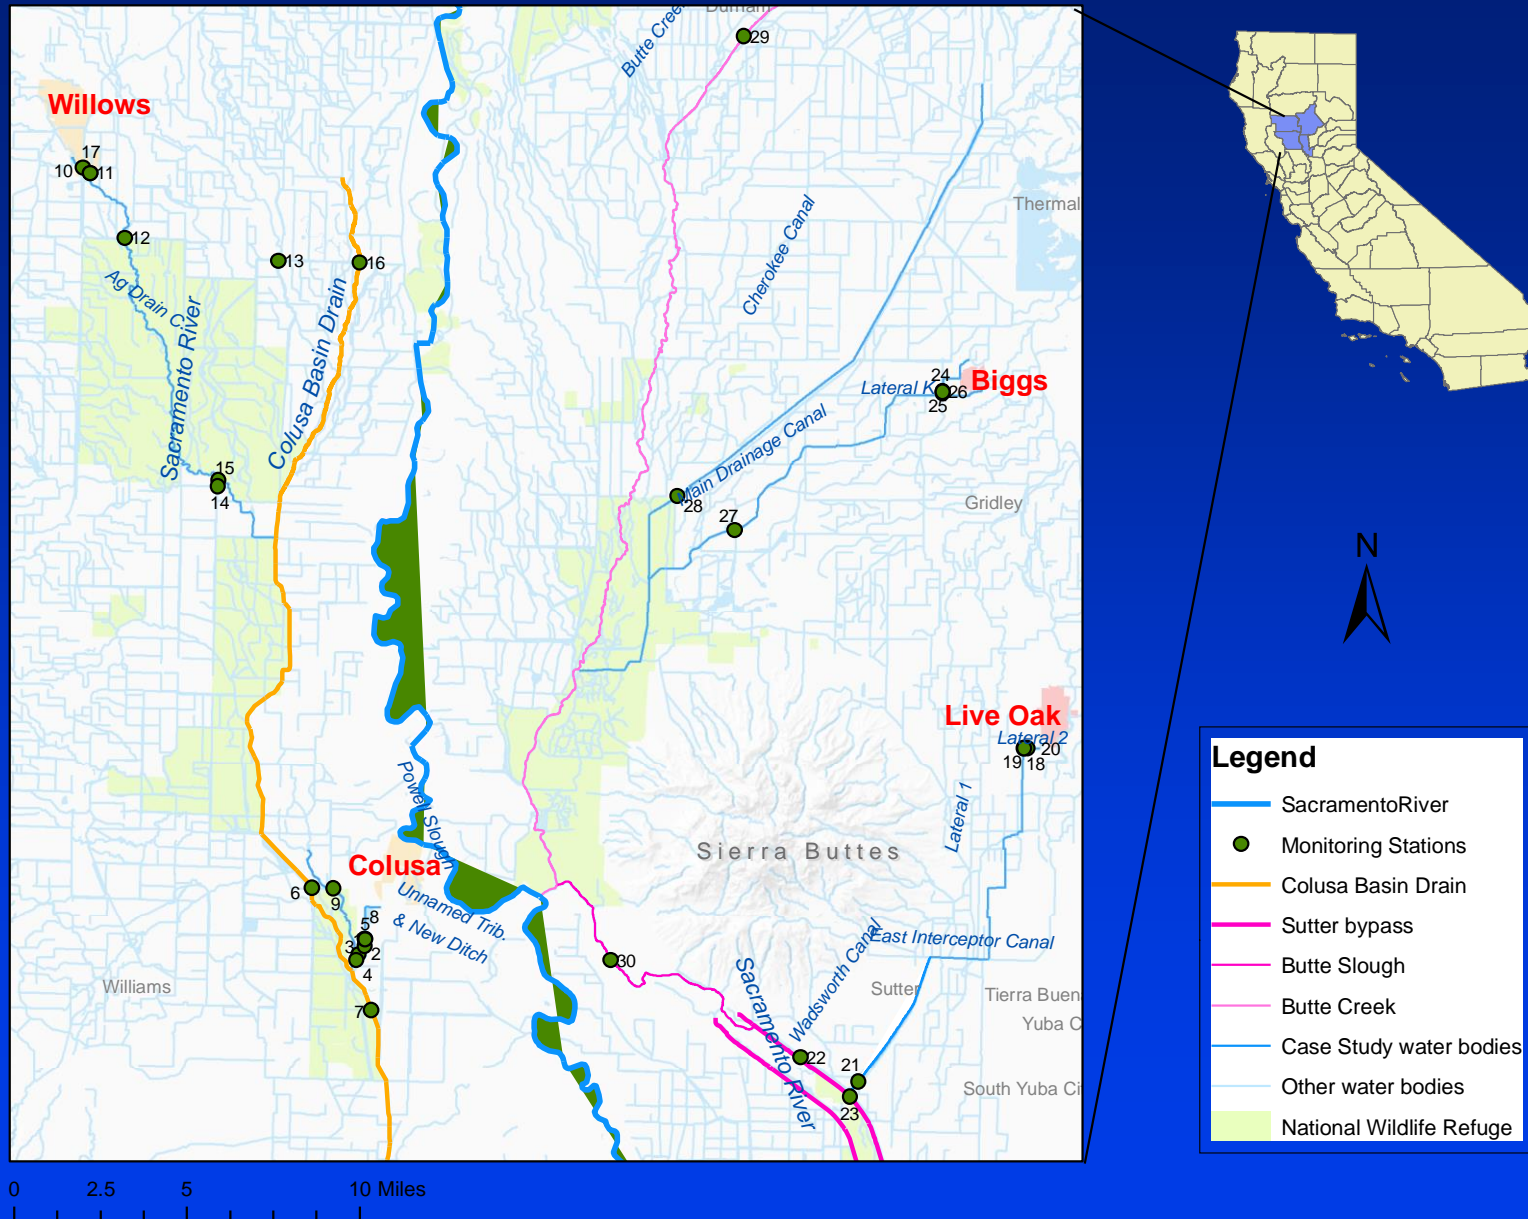 Durham
Butte Creek
29
Willows
17
10
11
12
13
16
Ag Drain C
Sacramento River
Colusa Basin Drain
Cherokee Canal
Thermal
24
Lateral K
26
Biggs
25
Main Drainage Canal
15
14
28
27
Gridley
Live Oak
Lateral 2
19
18
20
Powell Slough
Lateral 1
Sierra Buttes
Colusa
6
9
Unnamed Trib.
& New Ditch
8
5
3
2
4
7
Williams
30
Sacramento River
Wadsworth Canal
East Interceptor Canal
Sutter
Tierra Buen
Yuba C
South Yuba Ci
22
21
23
0 2.5 5 10 Miles
N
Legend
SacramentoRiver
Monitoring Stations
Colusa Basin Drain
Sutter bypass
Butte Slough
Butte Creek
Case Study water bodies
Other water bodies
National Wildlife Refuge